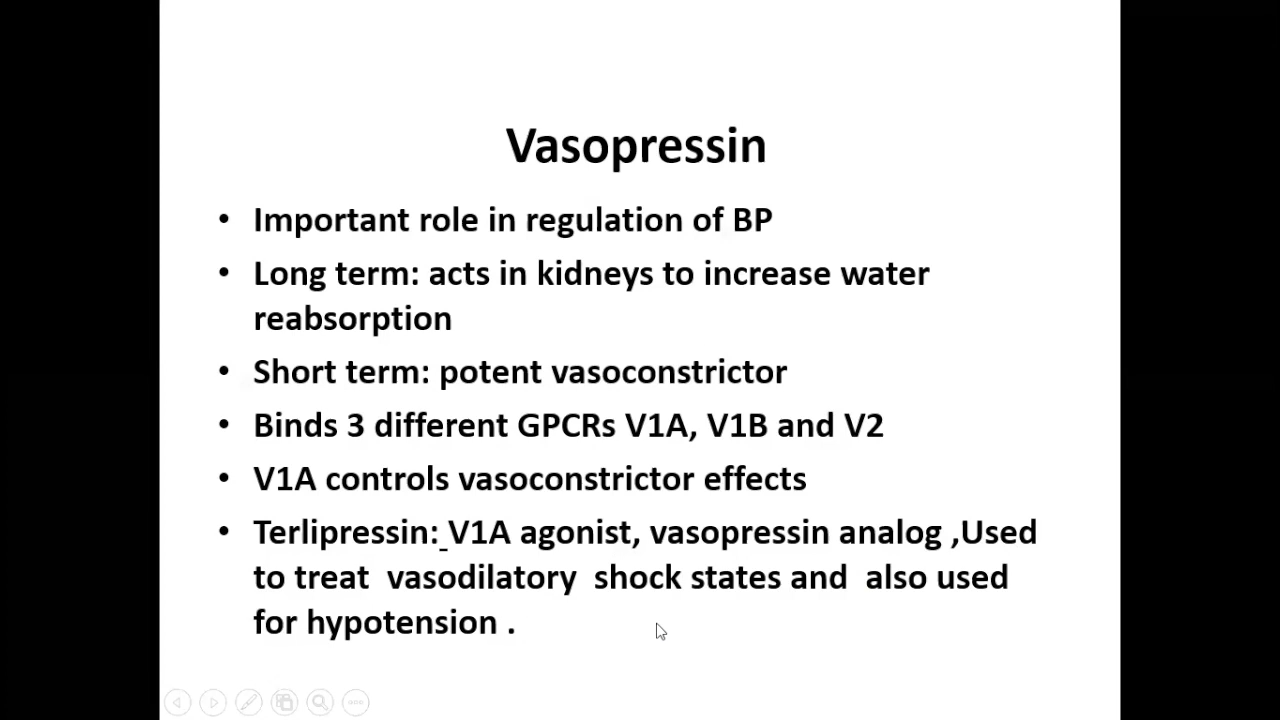 Vasopressin
• Important role in regulation of BP
• Long term: acts in kidneys to increase water
reabsorption
• Short term: potent vasoconstrictor
• Binds 3 different GPCRs V1A, V1B and V2
• V1A controls vasoconstrictor effects
• Terlipressin: V1A agonist, vasopressin analog ,Used
to treat  vasodilatory  shock states and  also used
for hypotension .